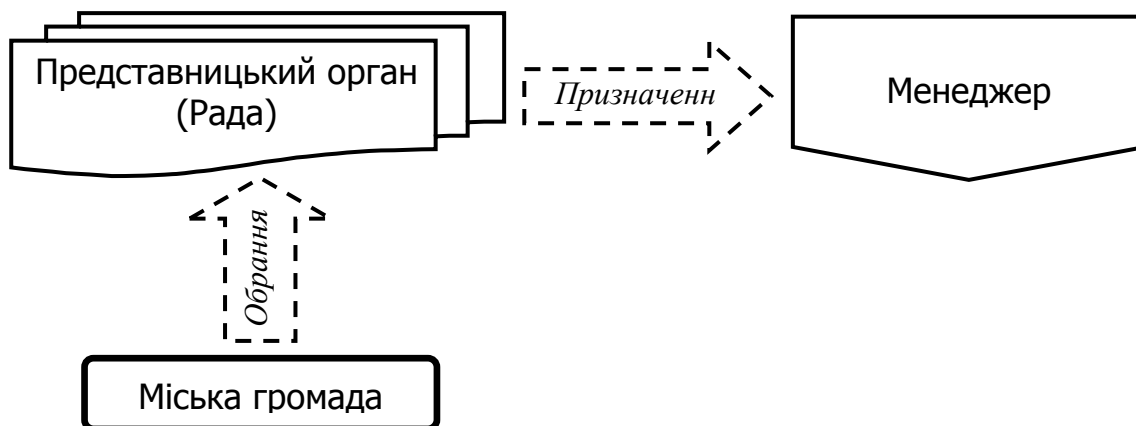 Представницький орган
(Рада)
Призначенн
Менеджер
Обрання
Міська громада